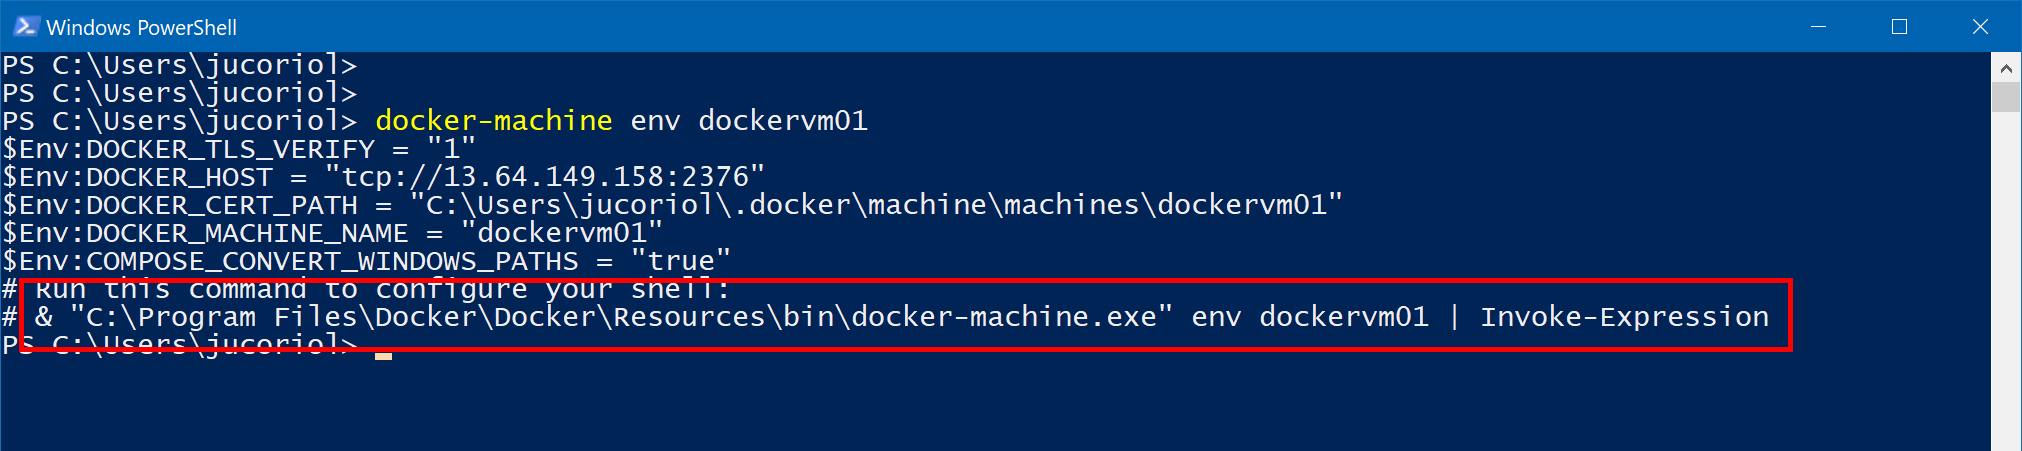 Windows PowerShell
PS C:\Users\jucoriol>
PS C:\Users\jucoriol>
PS C:\Users\jucoriol> docker-machine env dockervm01
$Env:DOCKER_TLS_VERIFY = "1"
$Env:DOCKER_HOST = "tcp://13.64.149.158:2376"
$Env:DOCKER_CERT_PATH = "C:\Users\jucoriol\.docker\machine\machines\dockervm01"
$Env:DOCKER_MACHINE_NAME = "dockervm01"
$Env:COMPOSE_CONVERT_WINDOWS_PATHS = "true"
# Run this command to configure your shell:
# & "C:\Program Files\Docker\Docker\Resources\bin\docker-machine.exe" env dockervm01 | Invoke-Expression
PS C:\Users\jucoriol>